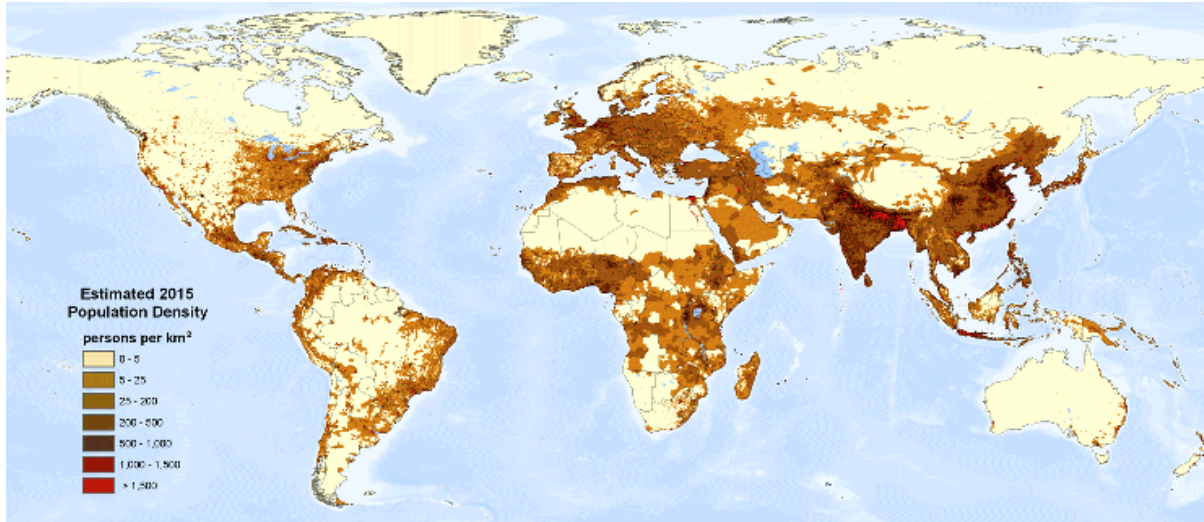 Estimated 2015
Population Density
persons per km²
0 - 5
5 - 25
25 - 200
200 - 500
500 - 1,000
1,000 - 1,500
> 1,500